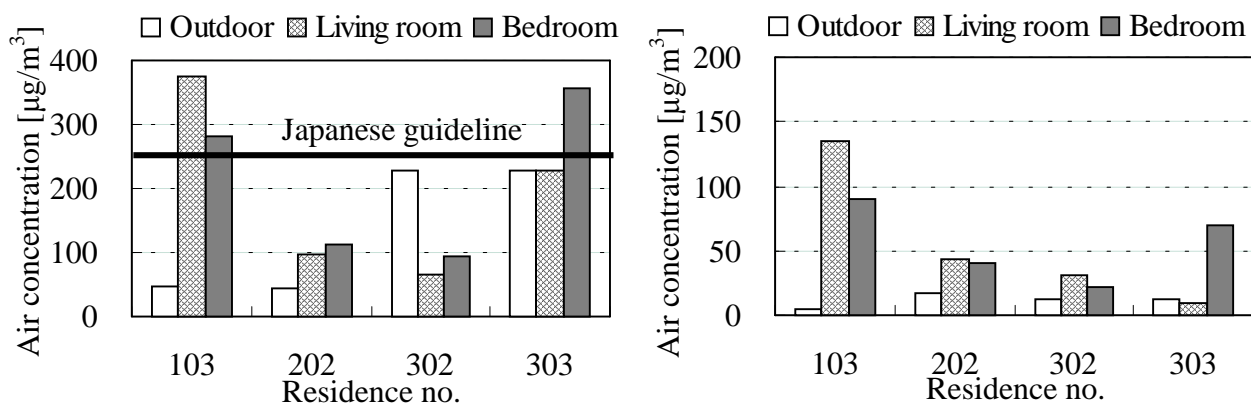 Outdoor Living room Bedroom
Air concentration [µg/m³]
400
300
200
100
0
Japanese guideline
103 202 302 303
Residence no.
Outdoor Living room Bedroom
Air concentration [µg/m³]
200
150
100
50
0
103 202 302 303
Residence no.